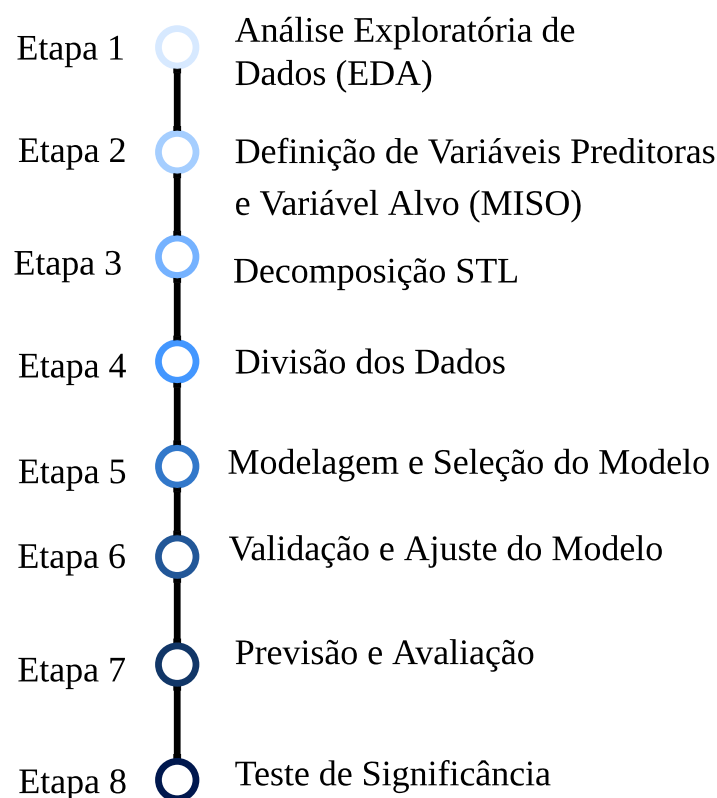 Etapa 1
Análise Exploratória de
Dados (EDA)
Etapa 2
Definição de Variáveis Preditoras
e Variável Alvo (MISO)
Etapa 3
Decomposição STL
Etapa 4
Divisão dos Dados
Etapa 5
Modelagem e Seleção do Modelo
Etapa 6
Validação e Ajuste do Modelo
Etapa 7
Previsão e Avaliação
Etapa 8
Teste de Significância